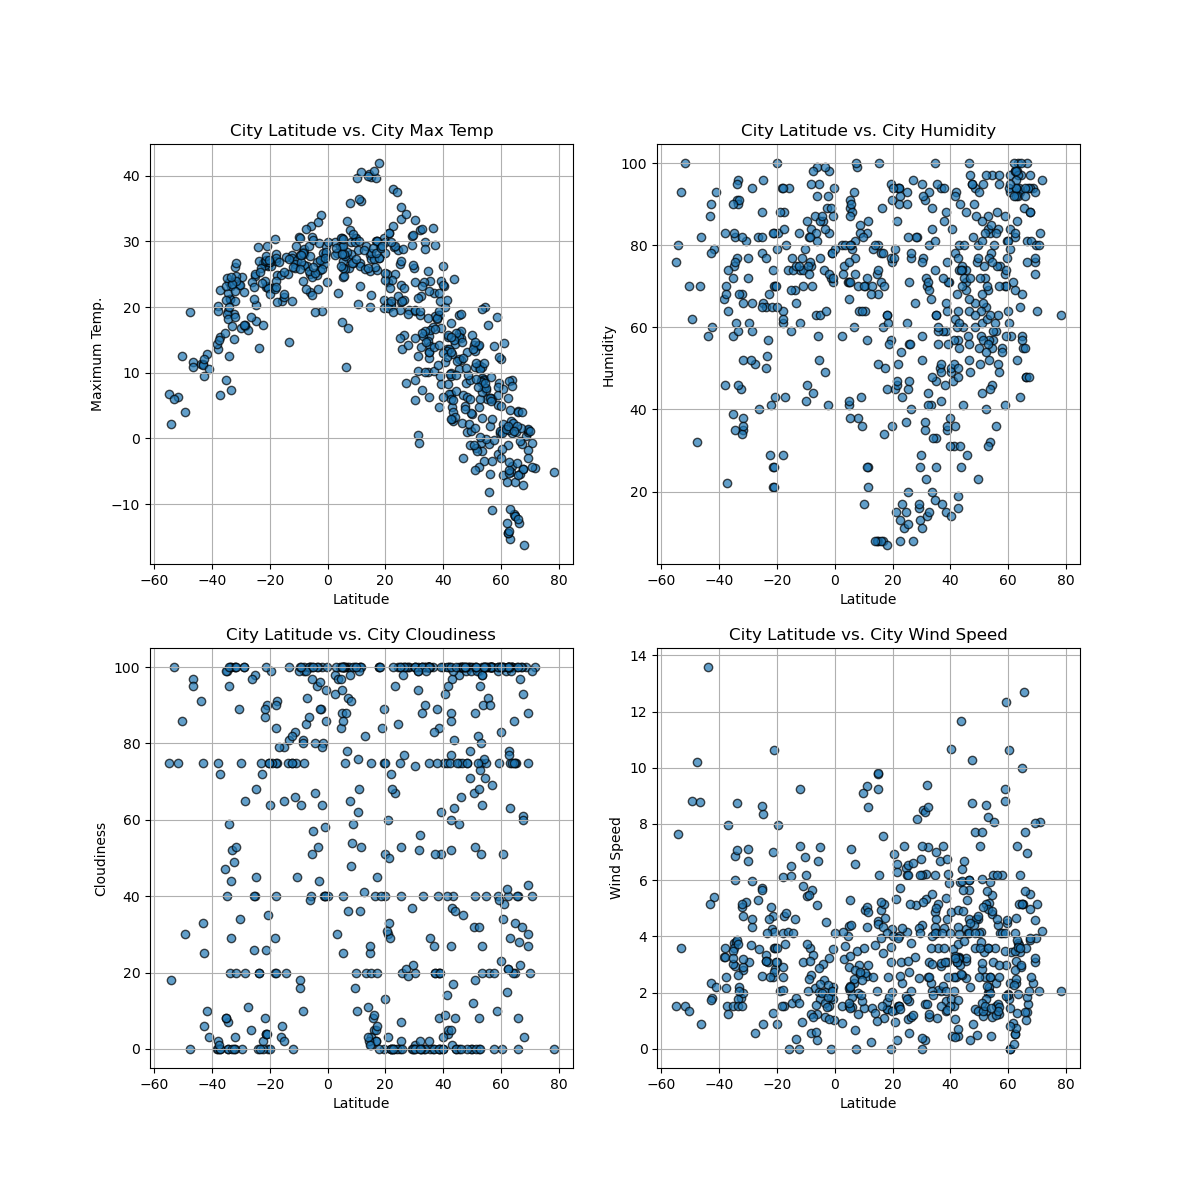 City Latitude vs. City Max Temp
Maximum Temp.
40
30
20
10
0
−10
−60 −40 −20 0 20 40 60 80
Latitude
City Latitude vs. City Humidity
Humidity
100
80
60
40
20
−60 −40 −20 0 20 40 60 80
Latitude
City Latitude vs. City Cloudiness
Cloudiness
100
80
60
40
20
0
−60 −40 −20 0 20 40 60 80
Latitude
City Latitude vs. City Wind Speed
Wind Speed
14
12
10
8
6
4
2
0
−60 −40 −20 0 20 40 60 80
Latitude